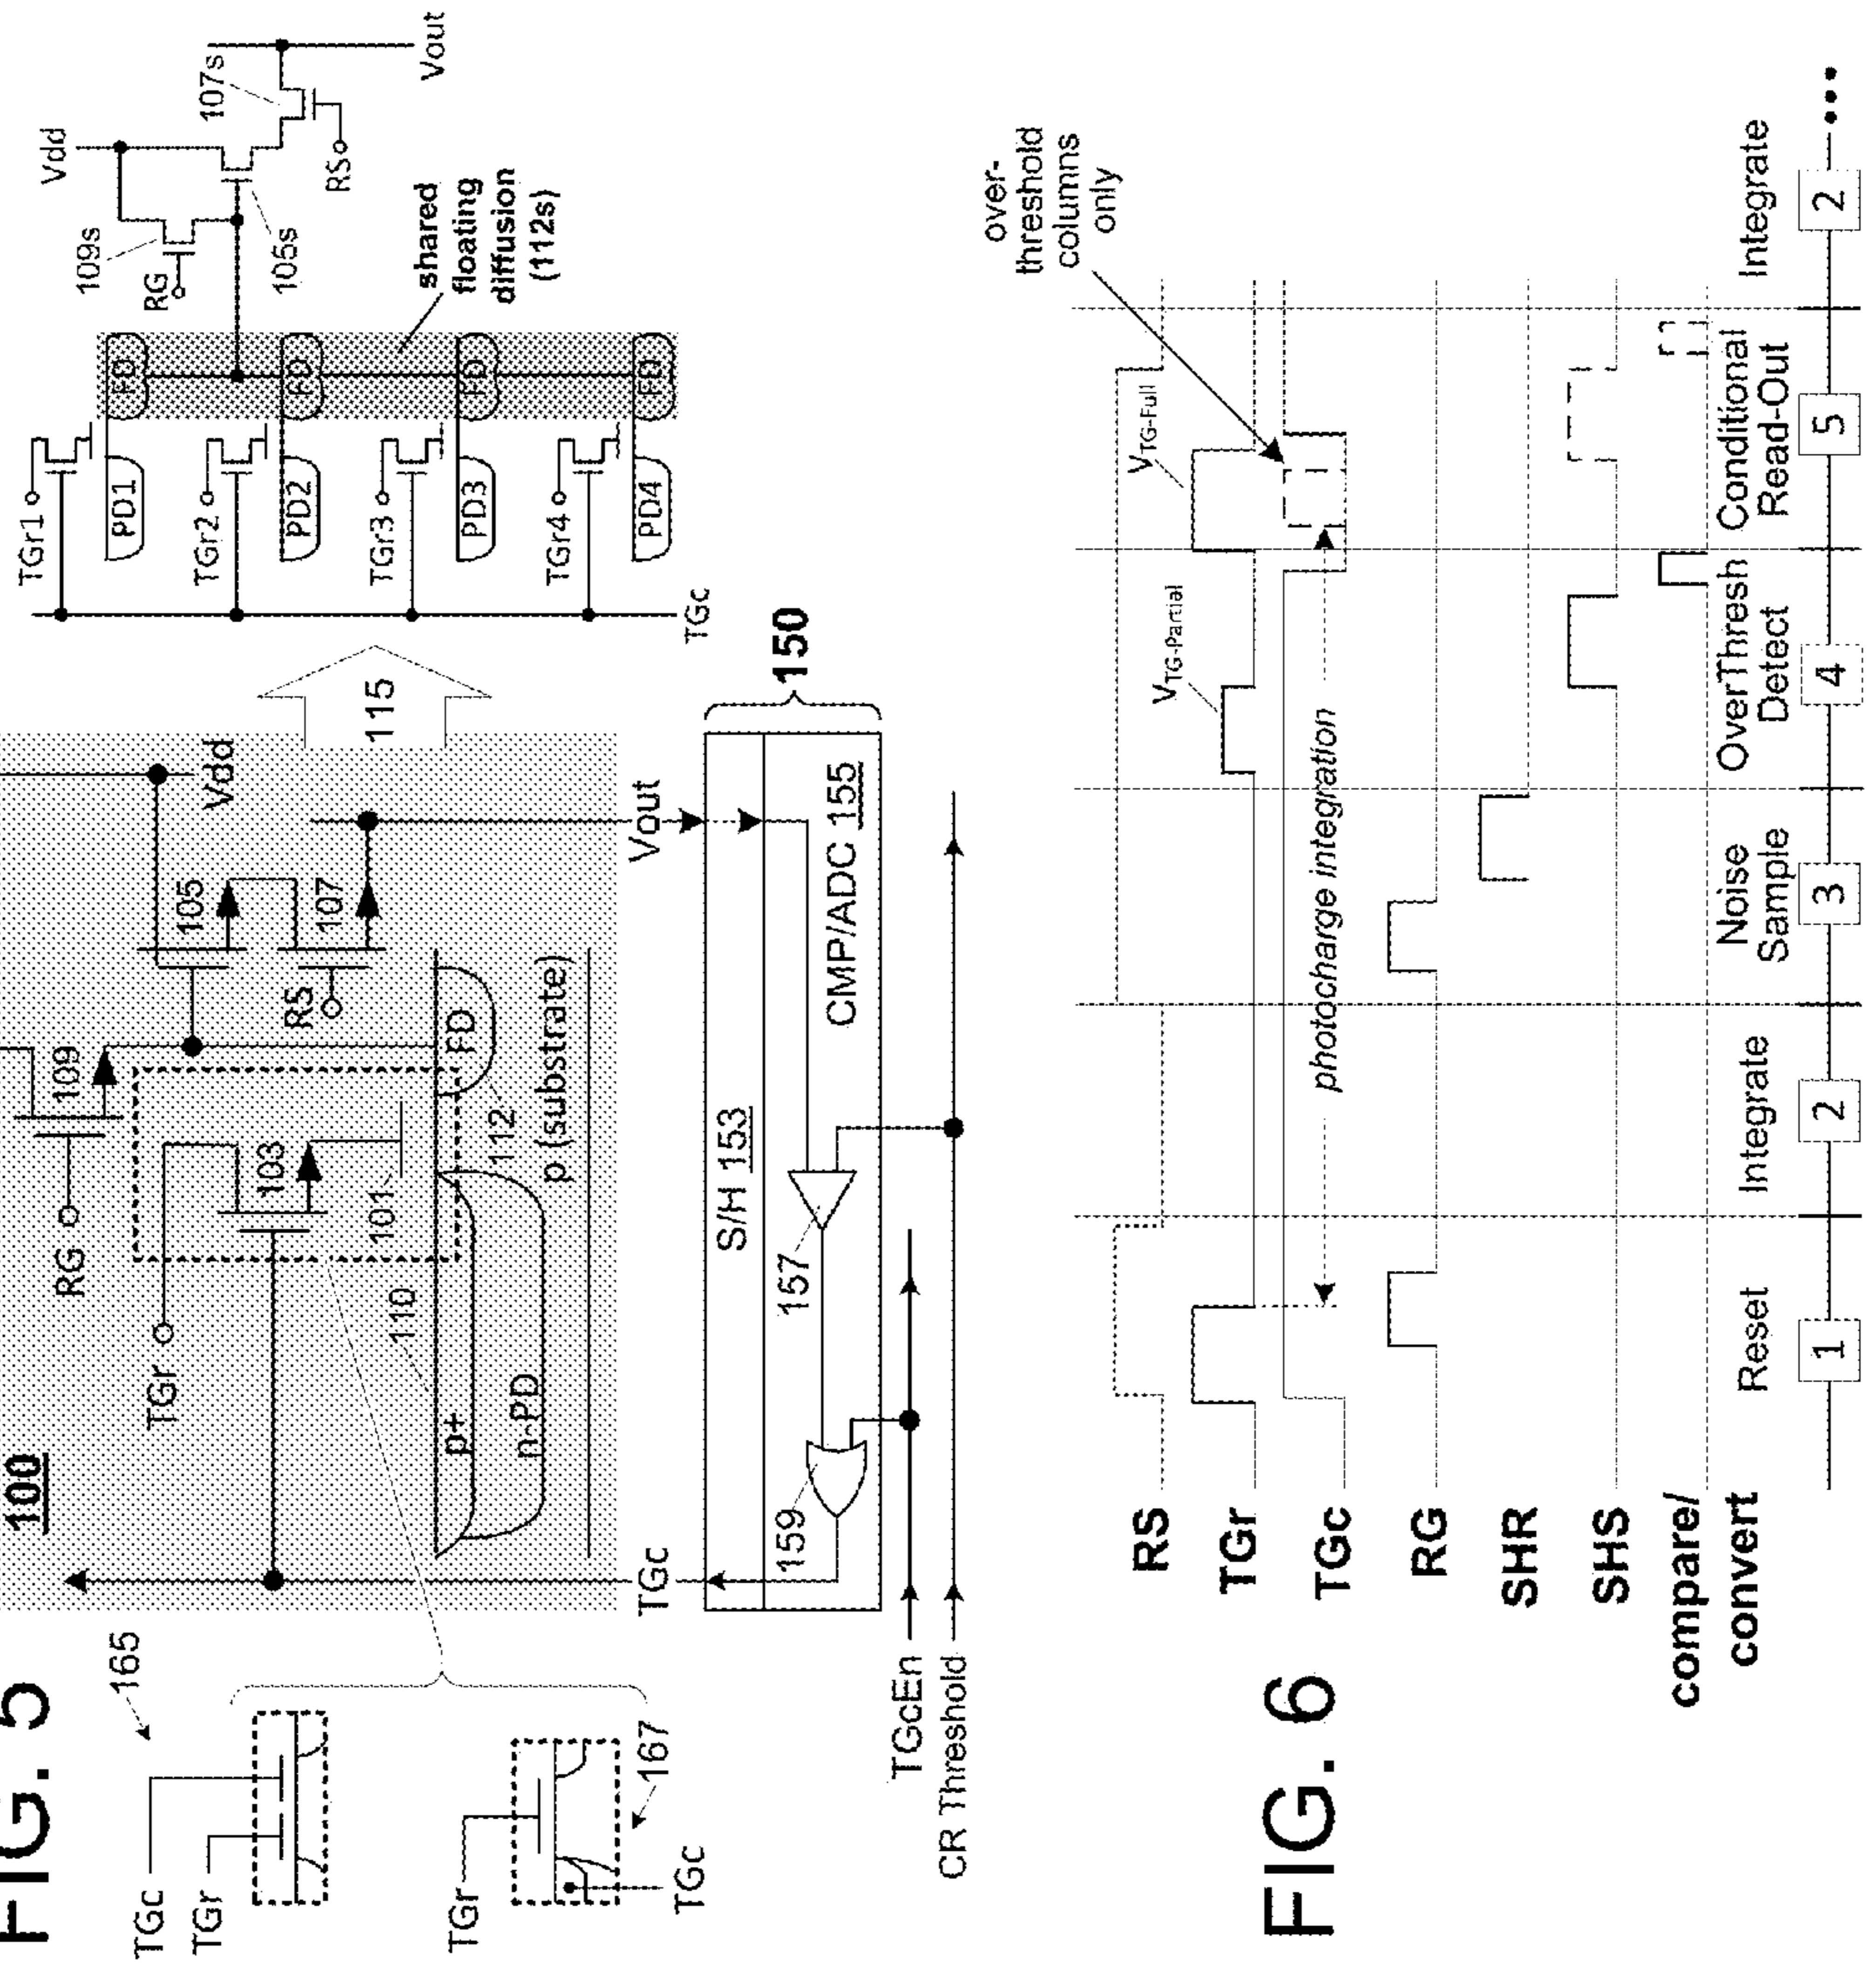 FIG. 5
100
165
TGc
TGr
TGr
167
TGc
TGr
RG
109
103
101
110
112
p+
n-PD
FD
p (substrate)
RS
105
107
Vdd
Vout
115
TGc
S/H 153
CMP/ADC 155
157
159
150
TGcEn
CR Threshold
TGr1
TGr2
TGr3
TGr4
PD1
PD2
PD3
PD4
FD
FD
FD
FD
TGc
Vdd
109s
RG
105s
107s
RS
Vout
shared
floating
diffusion
(112s)
FIG. 6
RS
TGr
TGc
RG
SHR
SHS
compare/
convert
VTG-Partial
VTG-Full
over-
threshold
columns
only
photocharge integration
Reset
Integrate
Noise
Sample
OverThresh
Detect
Conditional
Read-Out
Integrate
1
2
3
4
5
2